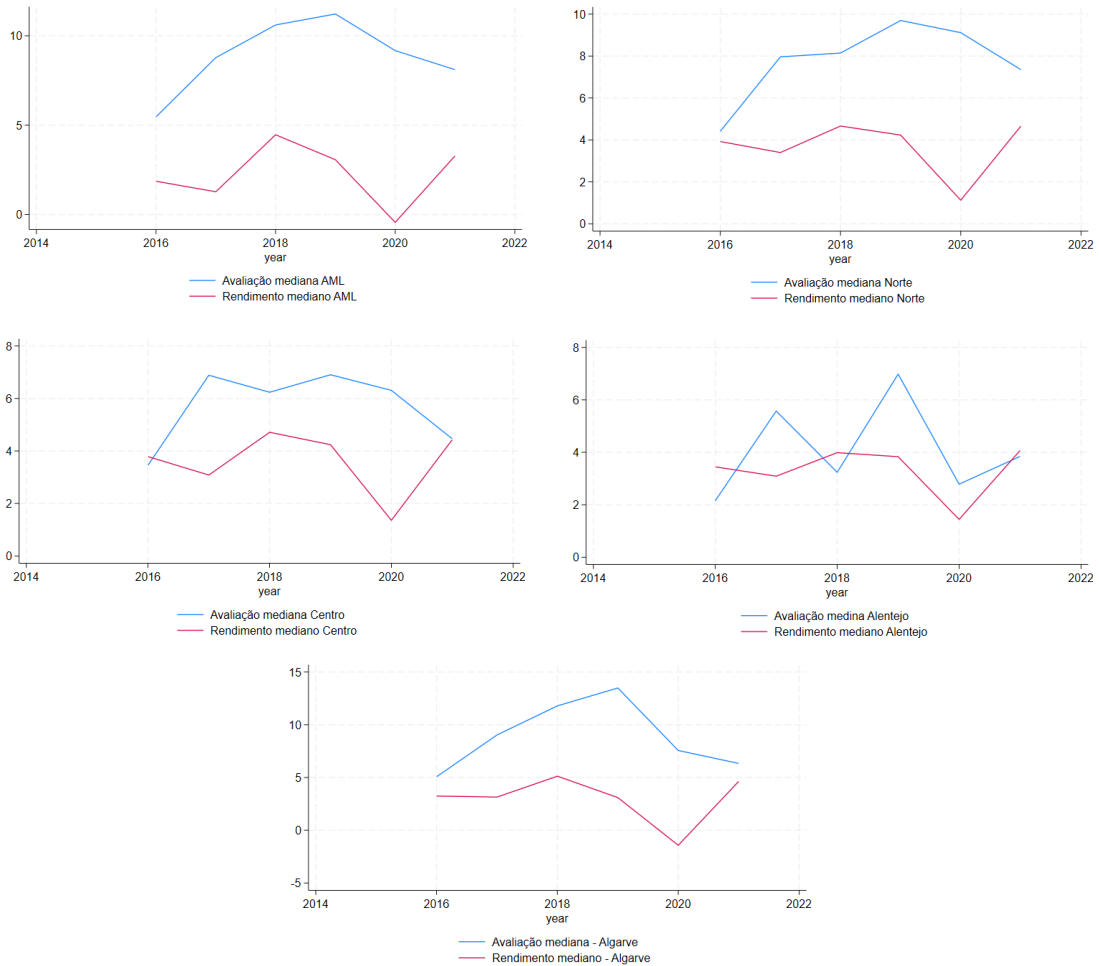 10
5
0
2014 2016 2018 2020 2022
year
Avaliação mediana AML
Rendimento mediano AML
10
8
6
4
2
0
2014 2016 2018 2020 2022
year
Avaliação mediana Norte
Rendimento mediano Norte
8
6
4
2
0
2014 2016 2018 2020 2022
year
Avaliação mediana Centro
Rendimento mediano Centro
8
6
4
2
0
2014 2016 2018 2020 2022
year
Avaliação medina Alentejo
Rendimento mediano Alentejo
15
10
5
0
-5
2014 2016 2018 2020 2022
year
Avaliação mediana - Algarve
Rendimento mediano - Algarve